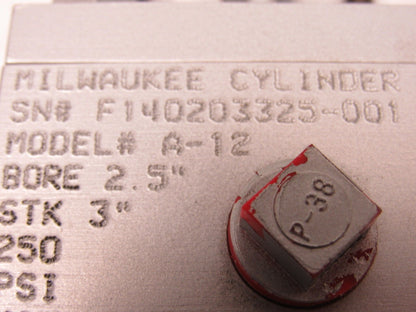 MILWAUKEE CYLINDER
SN# F140203325-001
MODEL# A-12
BORE 2.5"
STK 3"
250
PSI
P-38